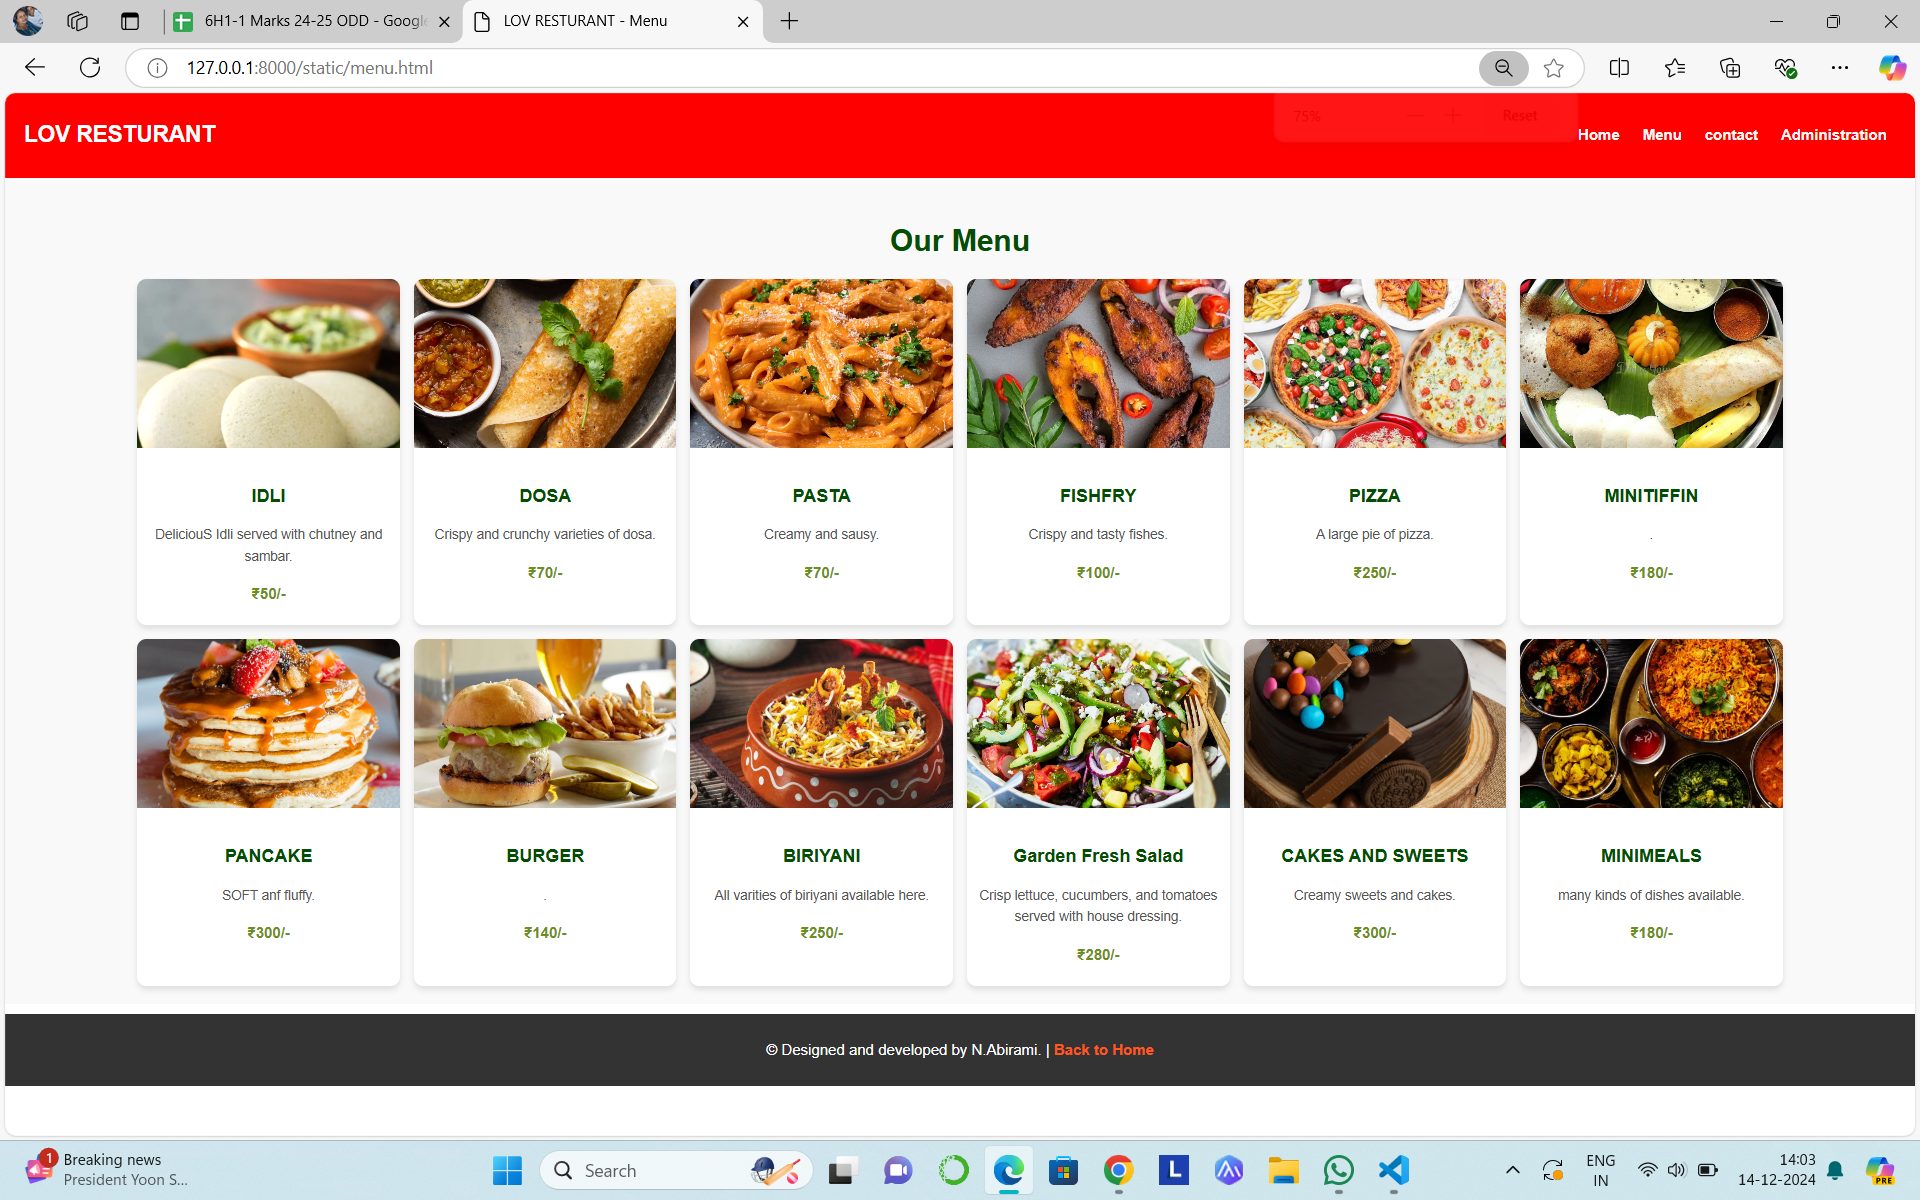 6H1-1 Marks 24-25 ODD - Google
LOV RESTURANT - Menu
127.0.0.1:8000/static/menu.html
LOV RESTURANT
75%
Reset
Home
Menu
contact
Administration
Our Menu
IDLI
DOSA
PASTA
FISHFRY
PIZZA
MINITIFFIN
DeliciouS Idli served with chutney and
sambar.
Crispy and crunchy varieties of dosa.
Creamy and sausy.
Crispy and tasty fishes.
A large pie of pizza.
.
₹50/-
₹70/-
₹70/-
₹100/-
₹250/-
₹180/-
PANCAKE
BURGER
BIRIYANI
Garden Fresh Salad
CAKES AND SWEETS
MINIMEALS
SOFT anf fluffy.
.
All varities of biriyani available here.
Crisp lettuce, cucumbers, and tomatoes
served with house dressing.
Creamy sweets and cakes.
many kinds of dishes available.
₹300/-
₹140/-
₹250/-
₹280/-
₹300/-
₹180/-
© Designed and developed by N.Abirami. | Back to Home
1
Breaking news
President Yoon S...
Search
L
ENG
IN
14:03
14-12-2024
PRE